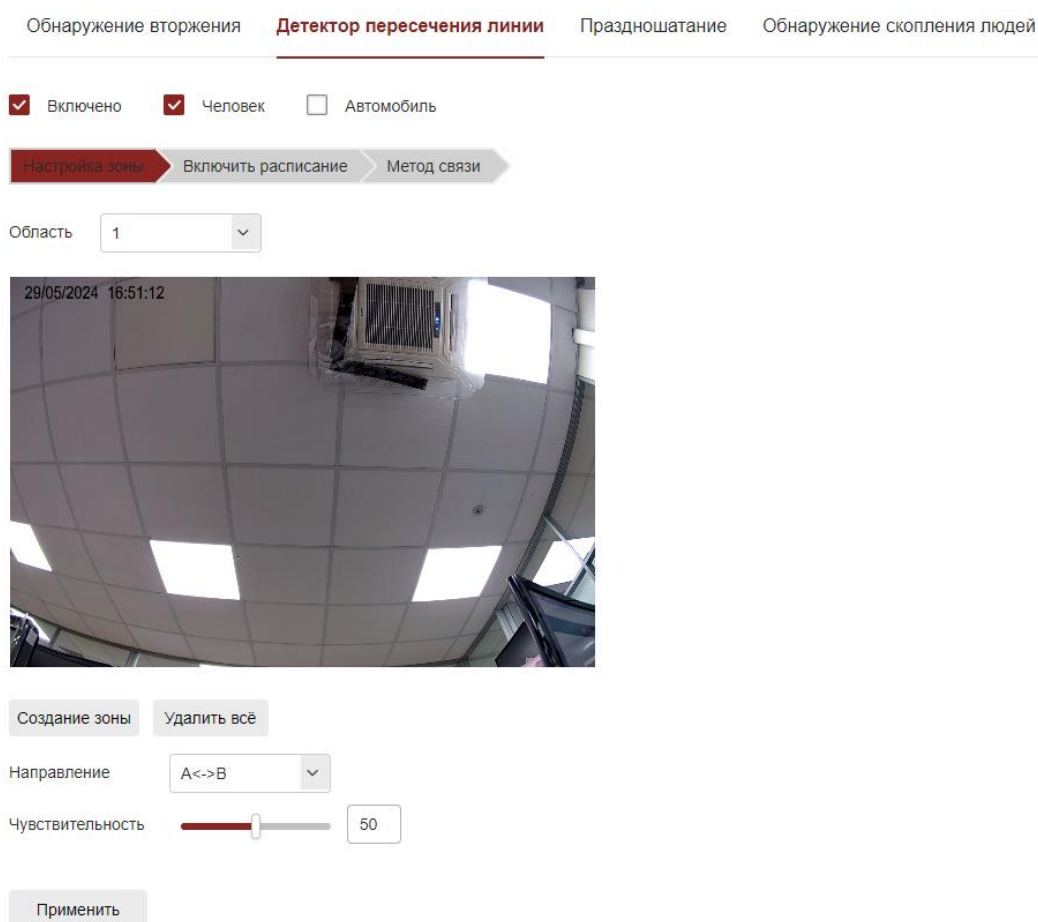 Обнаружение вторжения Детектор пересечения линии Праздношатание Обнаружение скопления людей
Включено Человек Автомобиль
Настройка зоны Включить расписание Метод связи
Область 1
29/05/2024 16:51:12
Создание зоны Удалить всё
Направление A<->B
Чувствительность 50
Применить